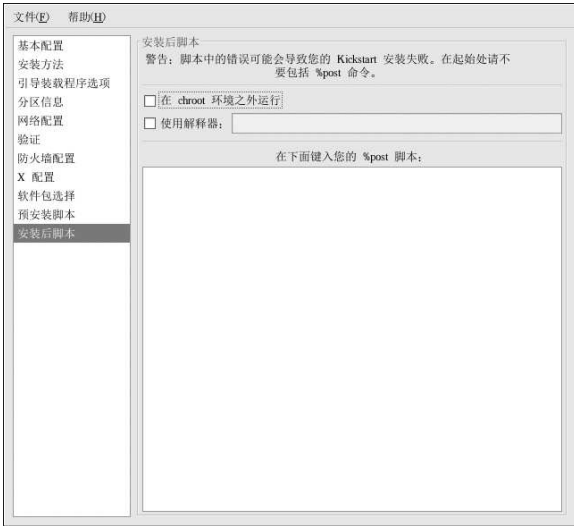 文件(F) 帮助(H)
基本配置
安装方法
引导装载程序选项
分区信息
网络配置
验证
防火墙配置
X 配置
软件包选择
预安装脚本
安装后脚本
安装后脚本
警告：脚本中的错误可能会导致您的 Kickstart 安装失败。在起始处请不
要包括 %post 命令。
在 chroot 环境之外运行
使用解释器：
在下面键入您的 %post 脚本：